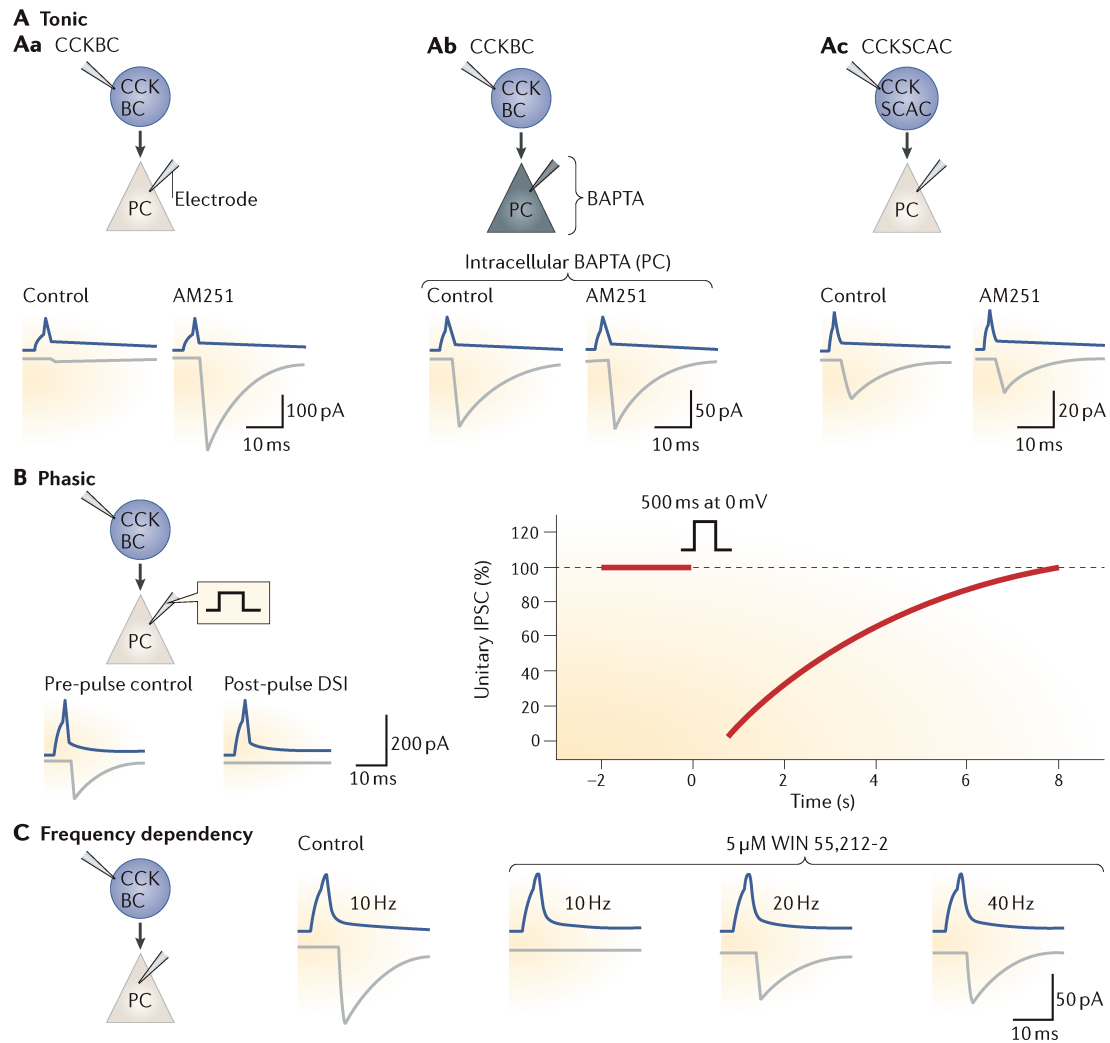 A Tonic
Aa CCKBC
Ab CCKBC
Ac CCKSCAC
CCK
BC
PC
Electrode
CCK
BC
PC
BAPTA
CCK
SCAC
PC
Intracellular BAPTA (PC)
Control
AM251
Control
AM251
Control
AM251
100 pA
10 ms
50 pA
10 ms
20 pA
10 ms
B Phasic
CCK
BC
PC
Pre-pulse control
Post-pulse DSI
200 pA
10 ms
500 ms at 0 mV
Unitary IPSC (%)
120
100
80
60
40
20
0
–2
0
2
4
6
8
Time (s)
C Frequency dependency
CCK
BC
PC
Control
5 µM WIN 55,212-2
10 Hz
10 Hz
20 Hz
40 Hz
50 pA
10 ms